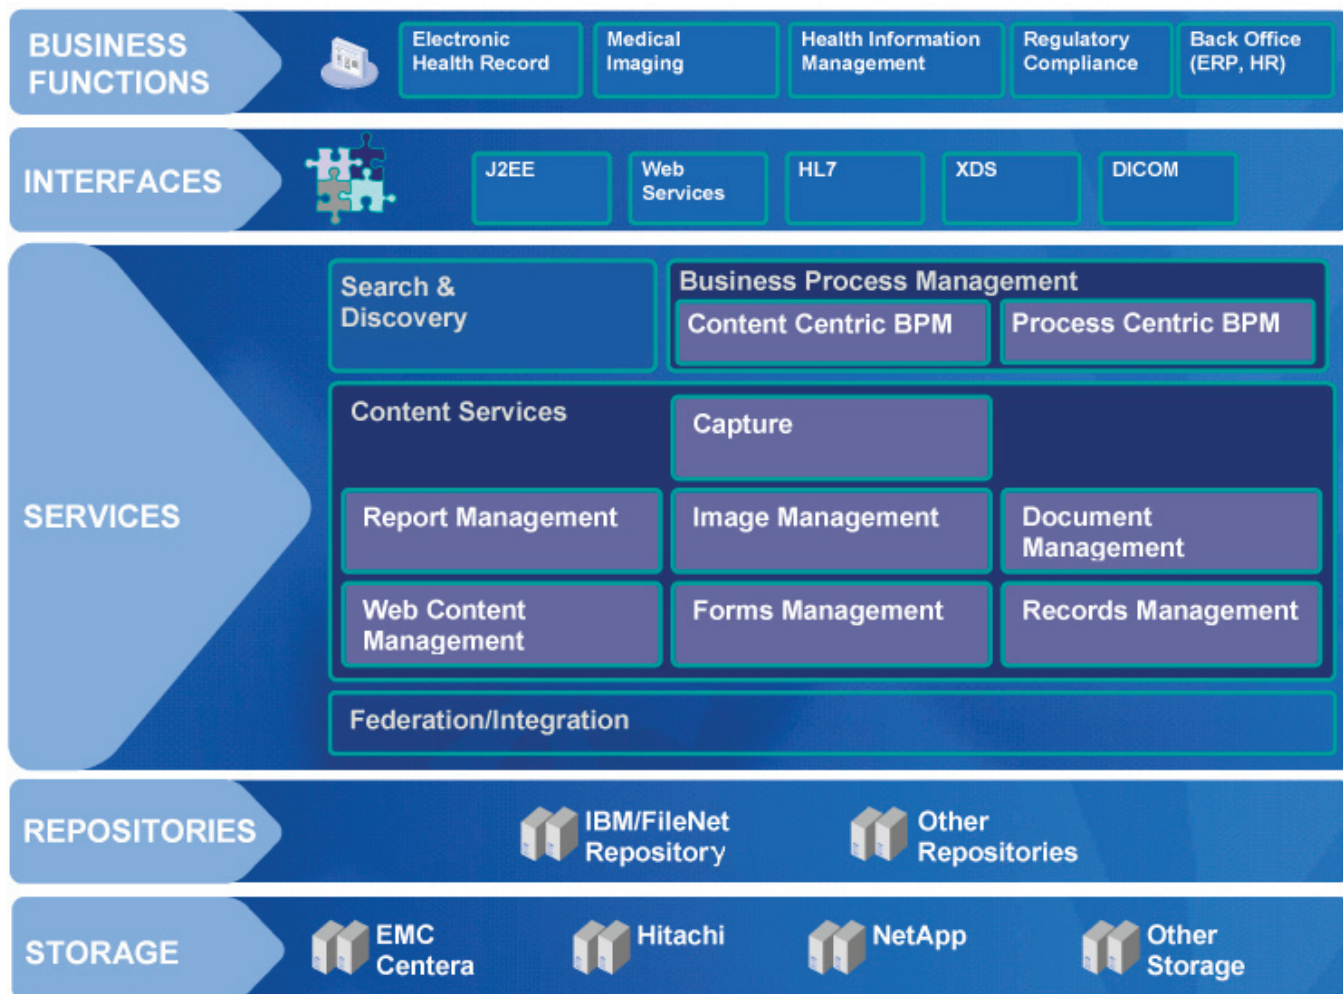 BUSINESS
FUNCTIONS
Electronic
Health Record
Medical
Imaging
Health Information
Management
Regulatory
Compliance
Back Office
(ERP, HR)
INTERFACES
J2EE
Web
Services
HL7
XDS
DICOM
SERVICES
Search &
Discovery
Business Process Management
Content Centric BPM
Process Centric BPM
Content Services
Capture
Report Management
Image Management
Document
Management
Web Content
Management
Forms Management
Records Management
Federation/Integration
REPOSITORIES
IBM/FileNet
Repository
Other
Repositories
STORAGE
EMC
Centera
Hitachi
NetApp
Other
Storage